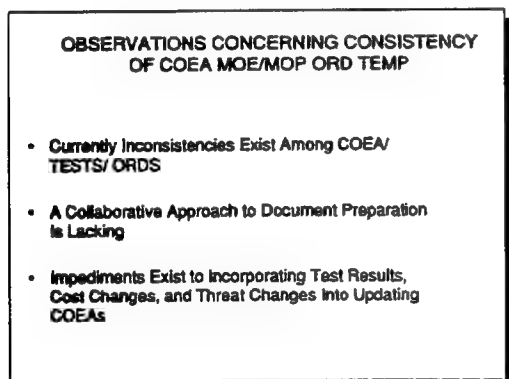 OBSERVATIONS CONCERNING CONSISTENCY
OF COEA MOE/MOP ORD TEMP
• Currently Inconsistencies Exist Among COEA/
TESTS/ ORDS
• A Collaborative Approach to Document Preparation
Is Lacking
• Impediments Exist to Incorporating Test Results,
Cost Changes, and Threat Changes Into Updating
COEAs